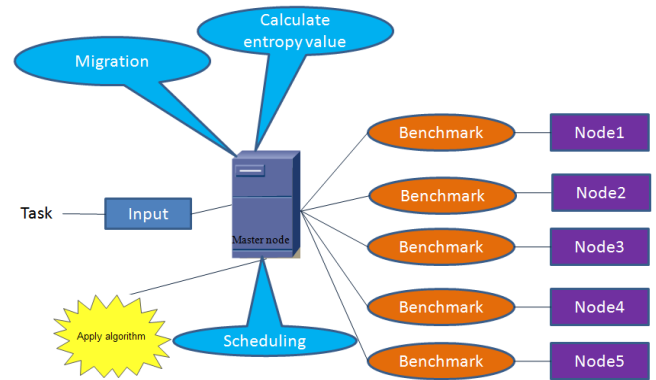 Calculate
entropy value
Migration
Benchmark
Node1
Benchmark
Node2
Task
Input
Master node
Benchmark
Node3
Benchmark
Node4
Apply algorithm
Scheduling
Benchmark
Node5